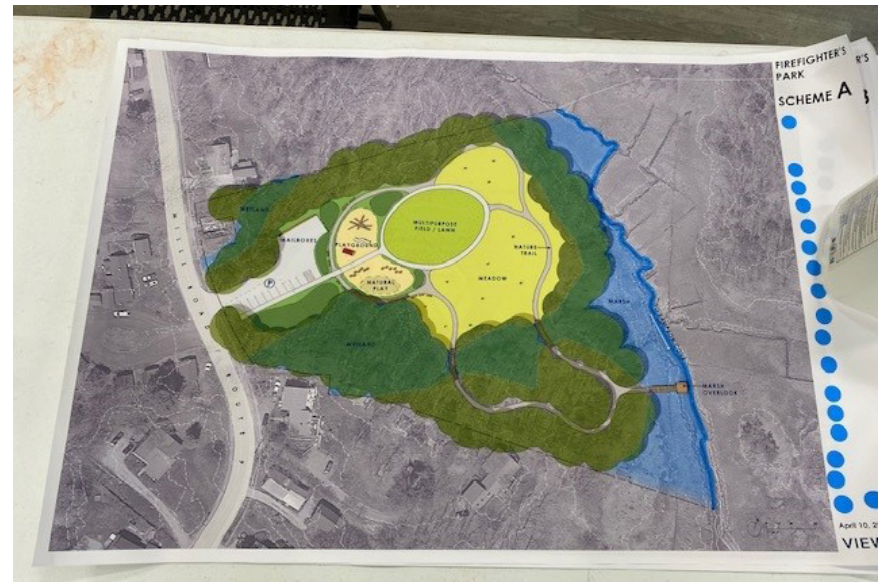 FIREFIGHTER'S
PARK
SCHEME A
R'S
WETLAND
MAILBOXES
P
PLAYGROUND
MULTIPURPOSE
FIELD / LAWN
NATURAL
PLAY
NATURE
TRAIL
MEADOW
MARSH
WETLAND
MARSH
OVERLOOK
April 10, 2
VIEW